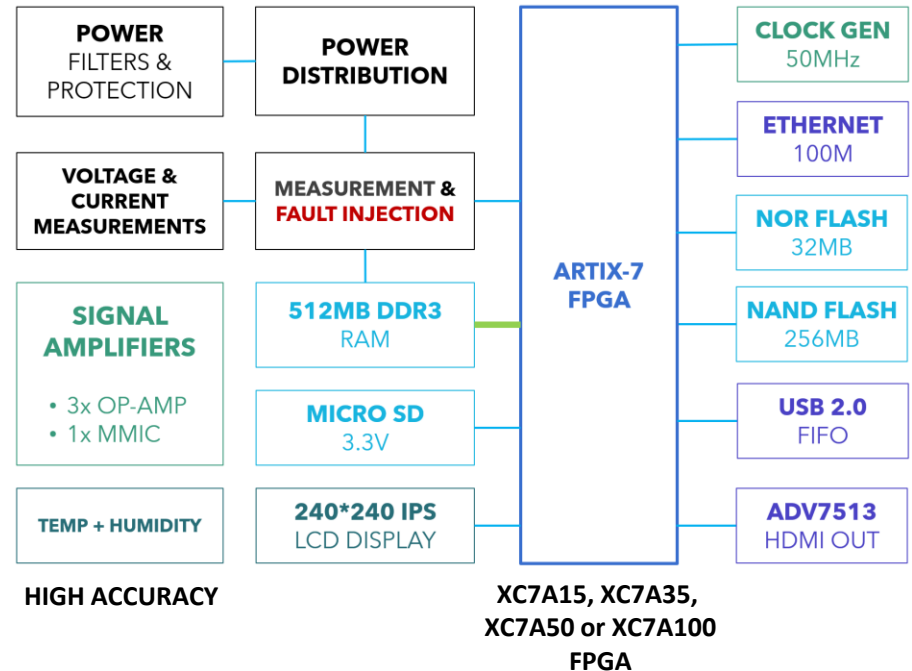 POWER
FILTERS &
PROTECTION
POWER
DISTRIBUTION
CLOCK GEN
50MHz
ETHERNET
100M
VOLTAGE &
CURRENT
MEASUREMENTS
MEASUREMENT &
FAULT INJECTION
ARTIX-7
FPGA
NOR FLASH
32MB
SIGNAL
AMPLIFIERS
• 3x OP-AMP
• 1x MMIC
512MB DDR3
RAM
NAND FLASH
256MB
MICRO SD
3.3V
USB 2.0
FIFO
TEMP + HUMIDITY
240*240 IPS
LCD DISPLAY
ADV7513
HDMI OUT
HIGH ACCURACY
XC7A15, XC7A35,
XC7A50 or XC7A100
FPGA